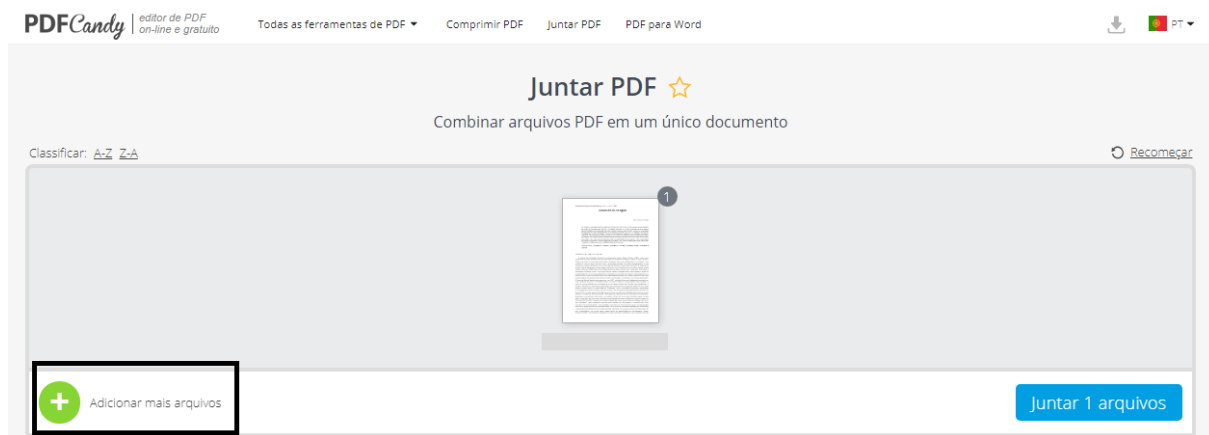 PDFCandy editor de PDF
on-line e gratuito
Todas as ferramentas de PDF Comprimir PDF Juntar PDF PDF para Word PT
Juntar PDF
Combinar arquivos PDF em um único documento
Classificar: A-Z Z-A Recomeçar
1
Adicionar mais arquivos Juntar 1 arquivos